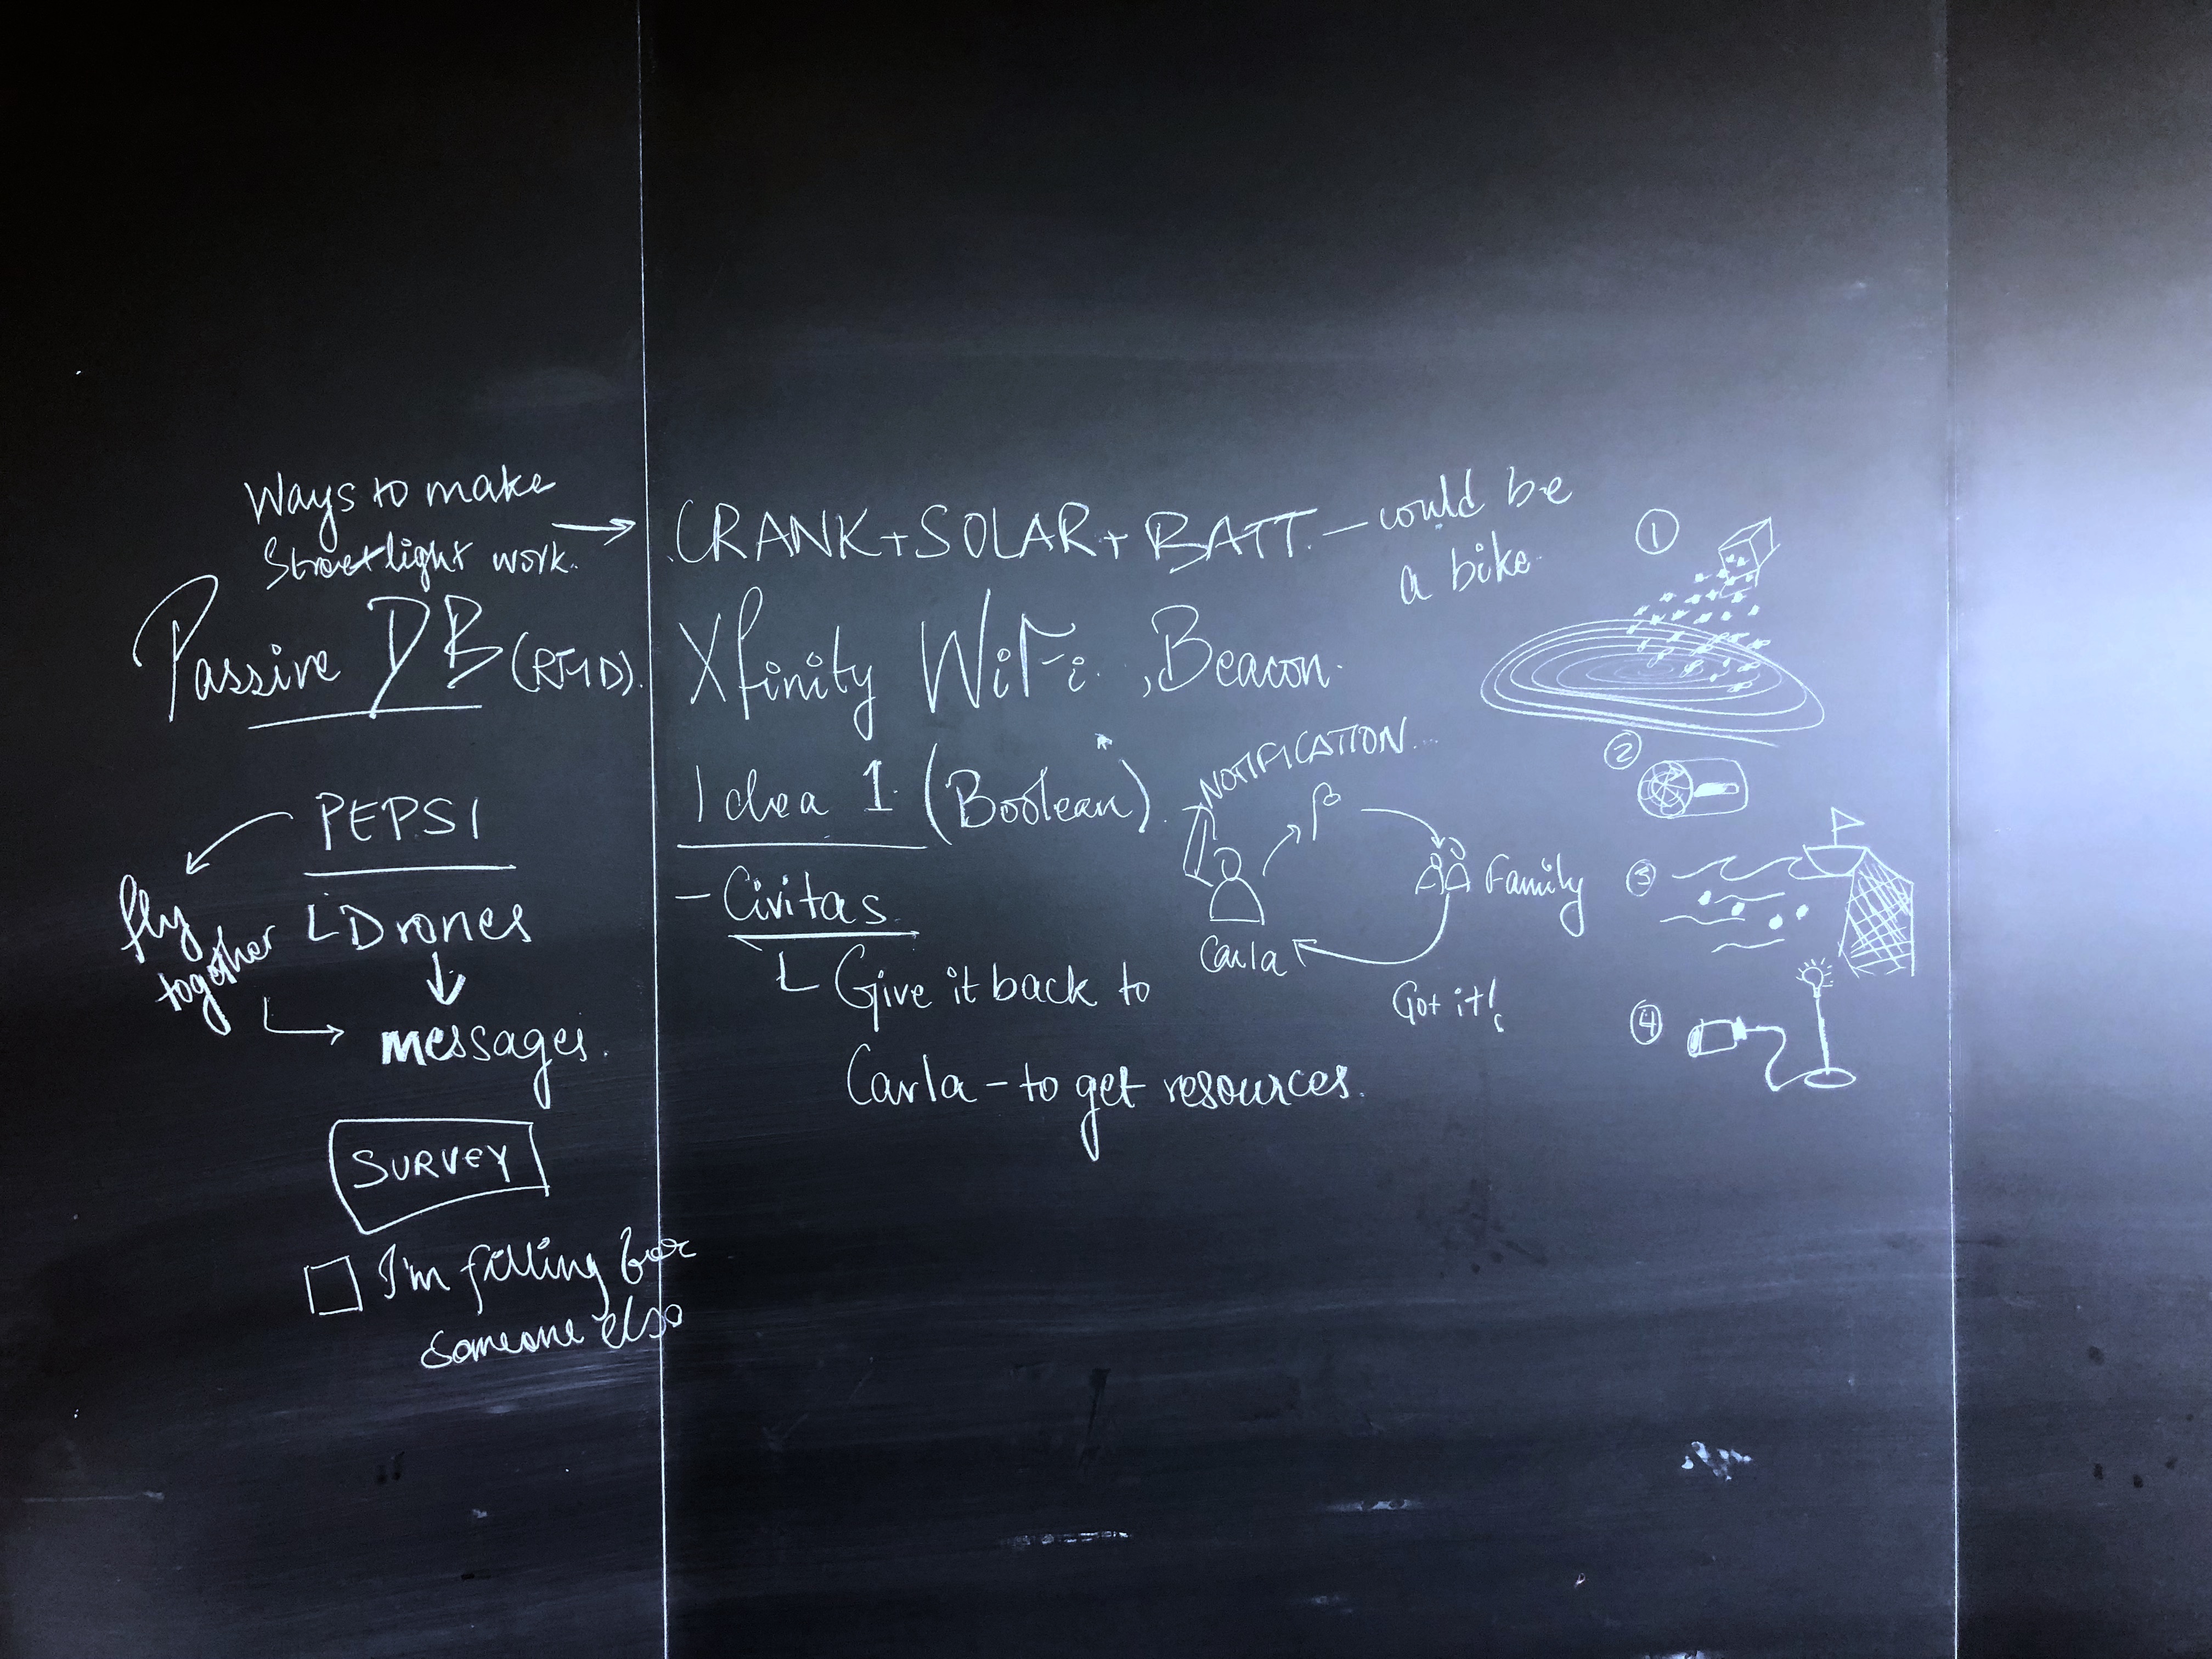 Ways to make
Streetlight work.
CRANK + SOLAR + BATT. – could be
a bike.
Passive DB (RFID). Xfinity WiFi, Beacon.
PEPSI
fly
together
Drones
messages.
SURVEY
I'm filling for
someone else
Idea 1 (Boolean).
- Civitas
Give it back to
Carla – to get resources.
NOTIFICATION...
Family
Carla
Got it!
1
2
3
4